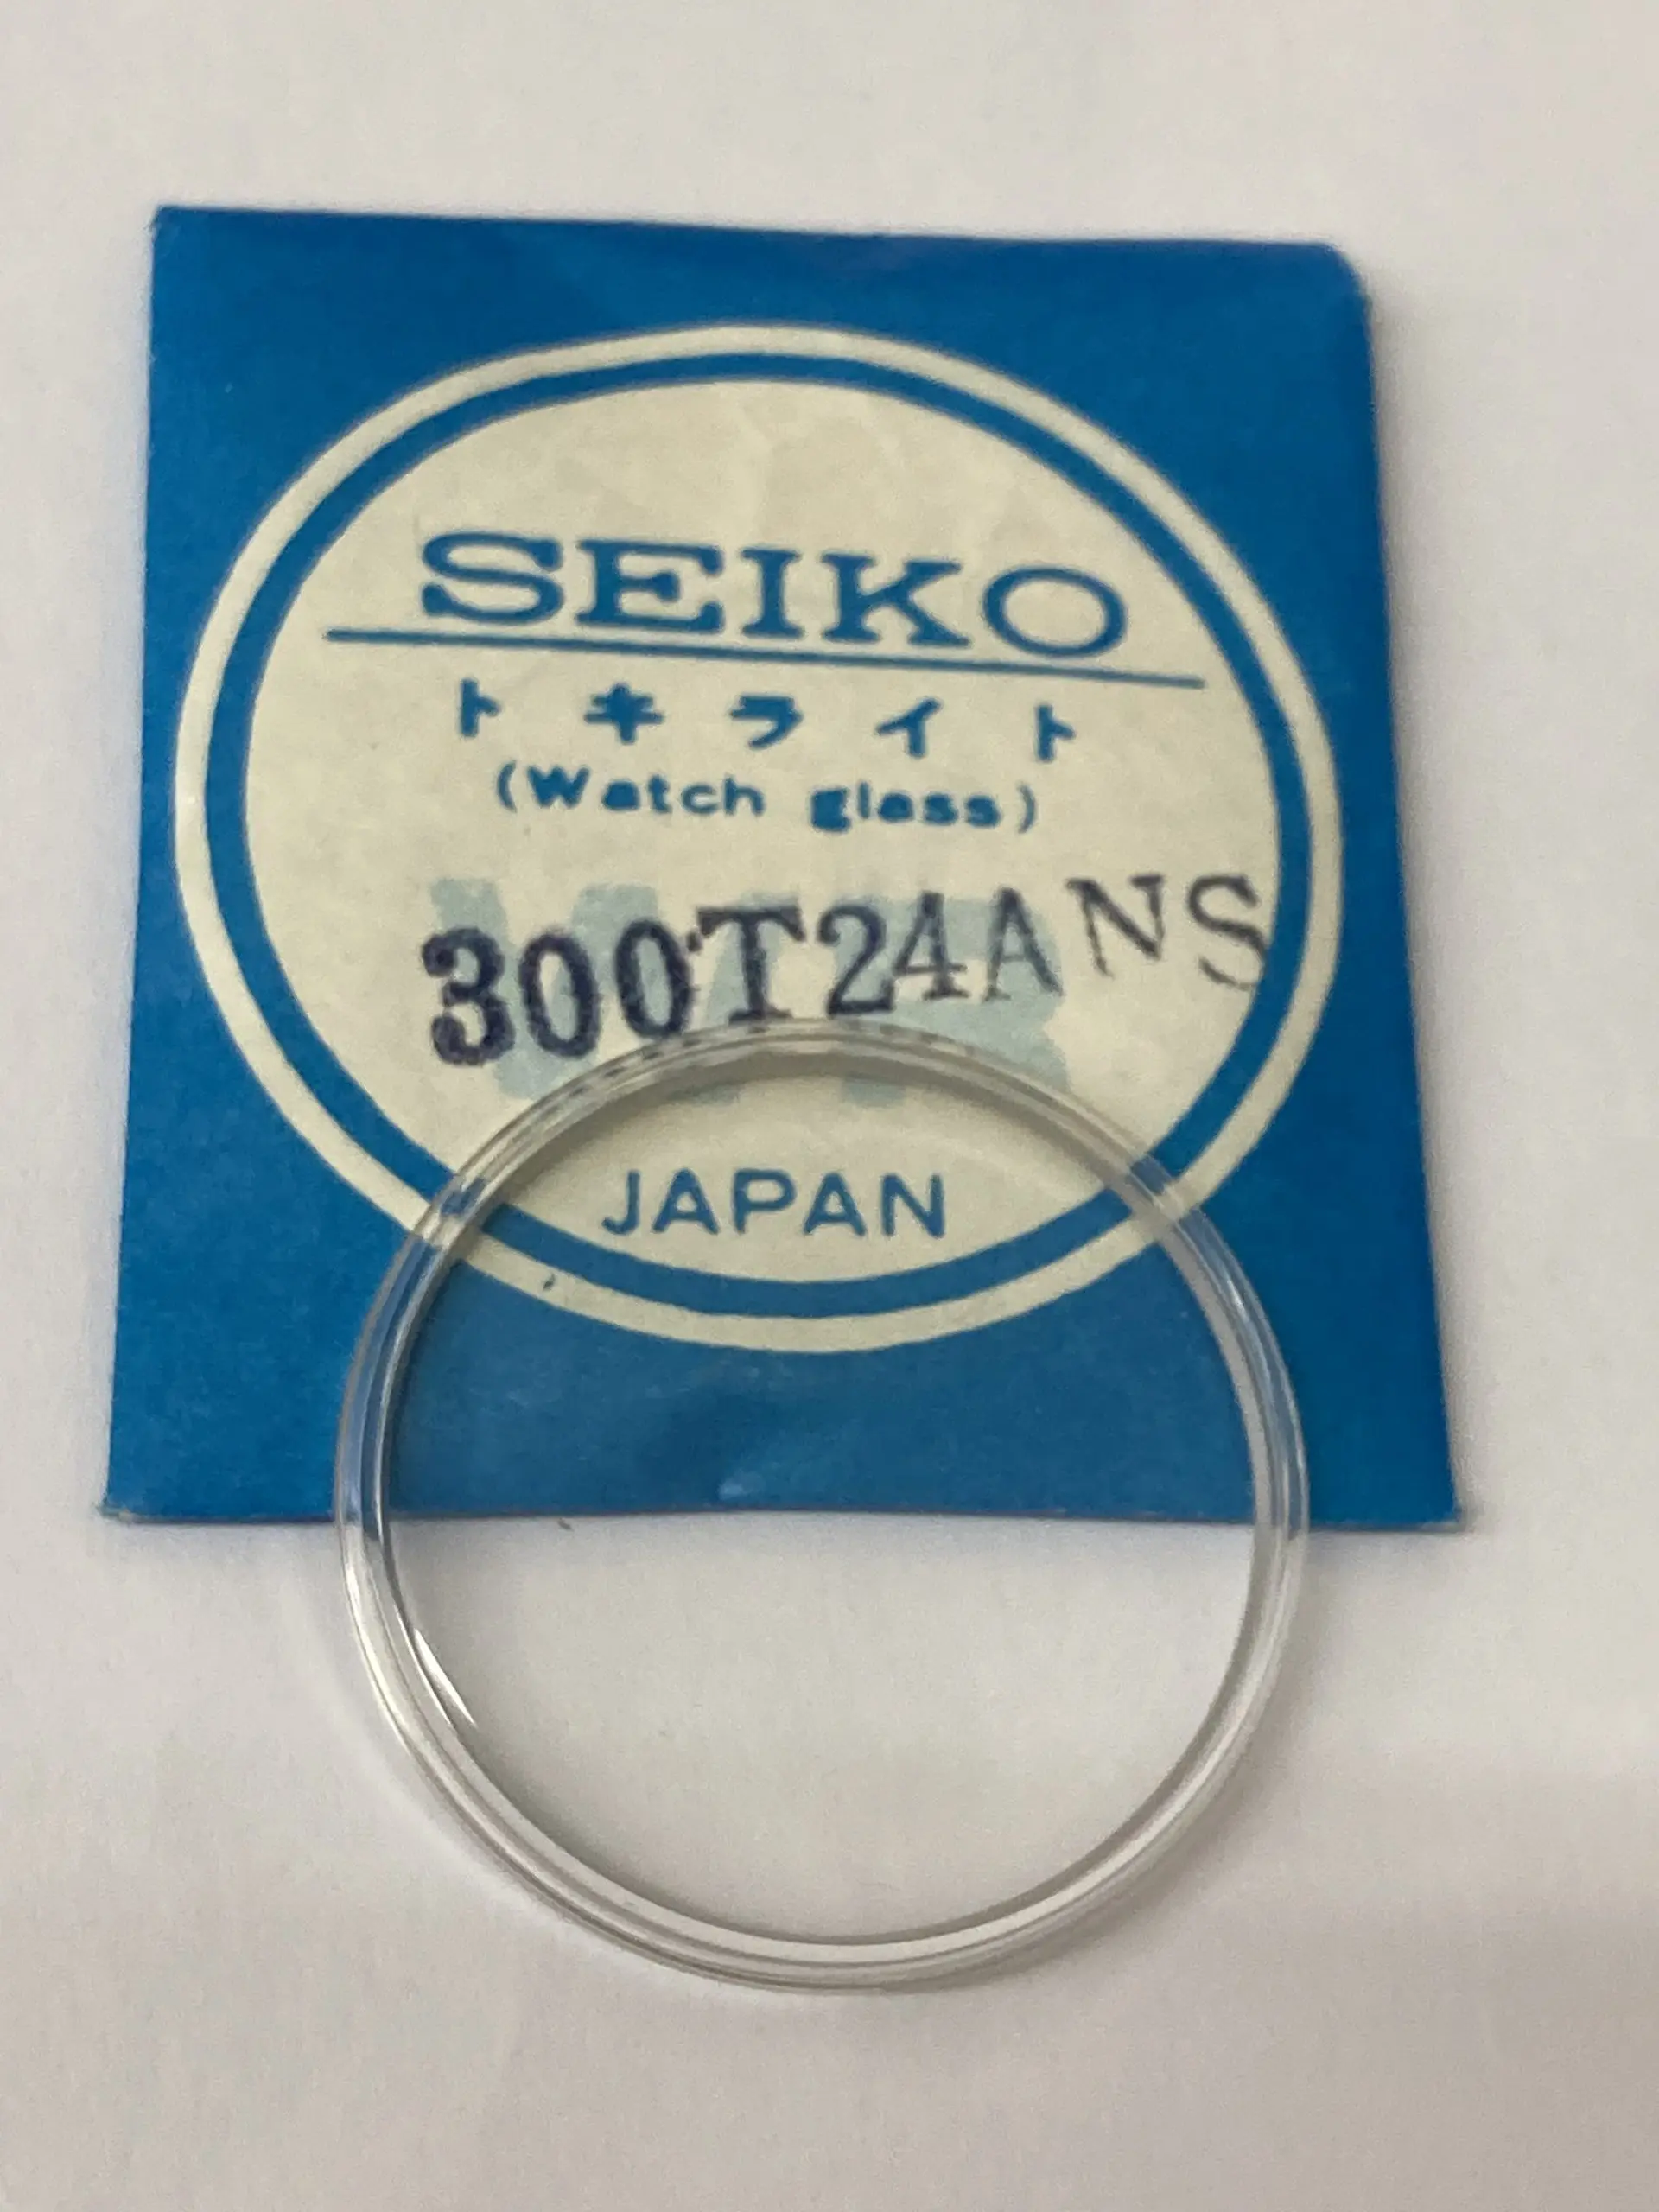 SEIKO
トキライト
(Watch glass)
300T24ANS
JAPAN